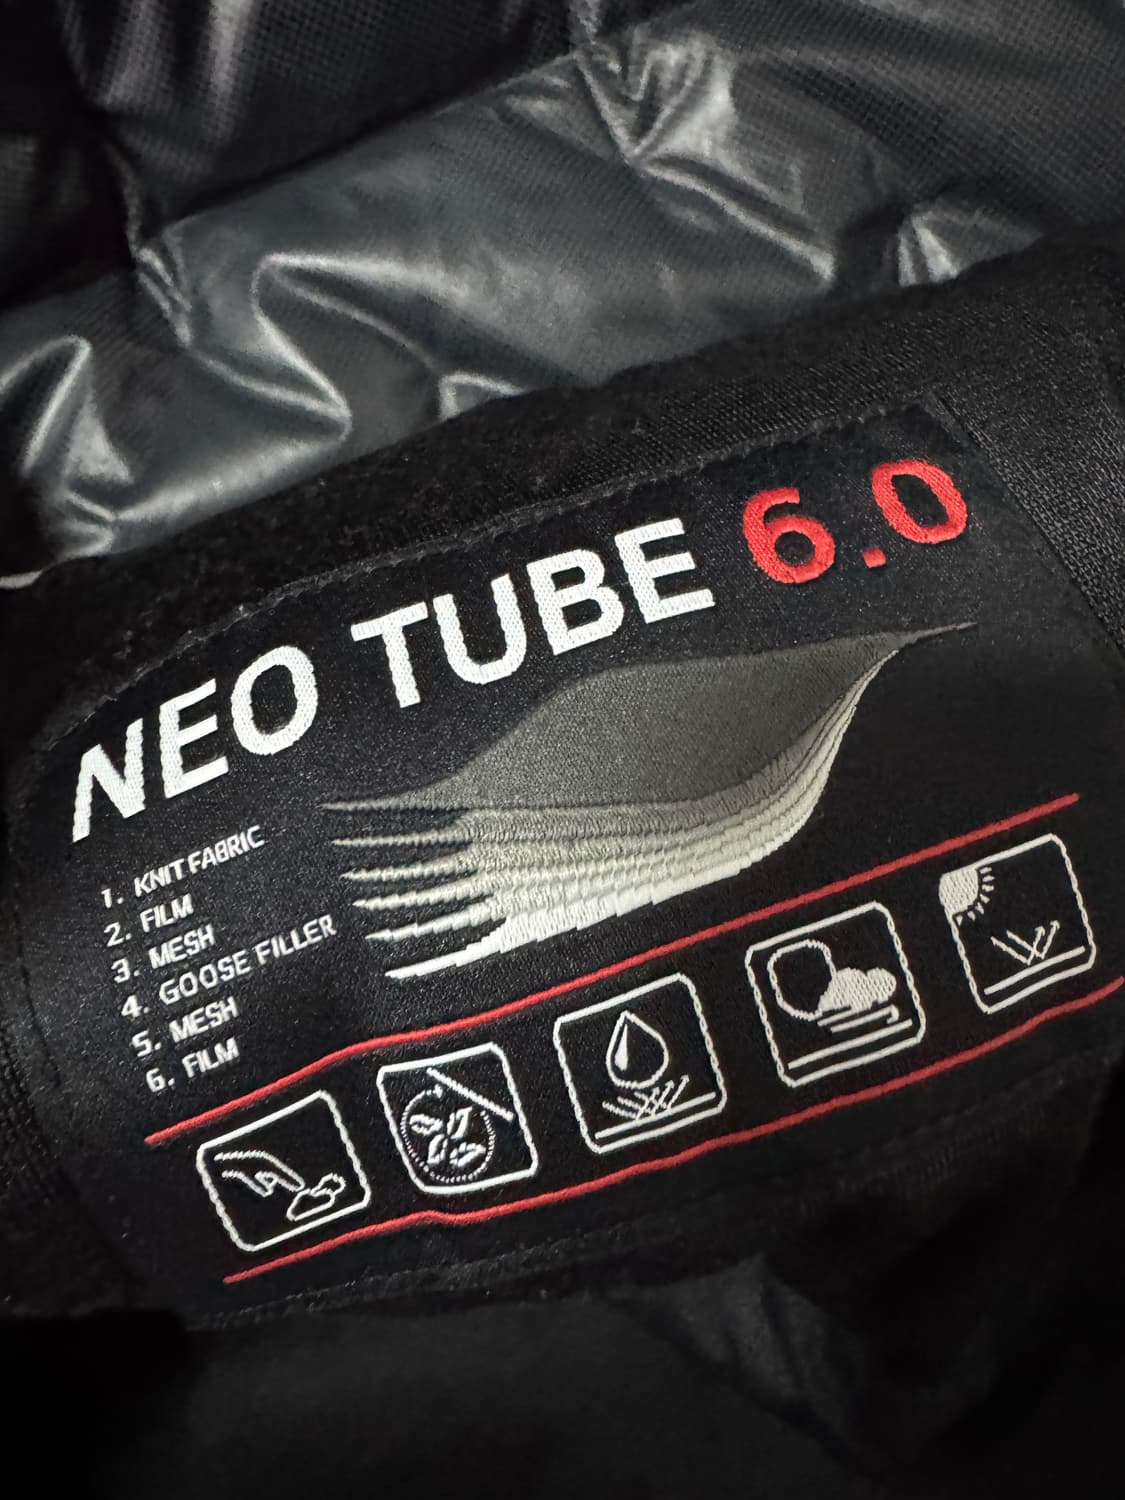 NEO TUBE 6.0
1. KNIT FABRIC
2. FILM
3. MESH
4. GOOSE FILLER
5. MESH
6. FILM